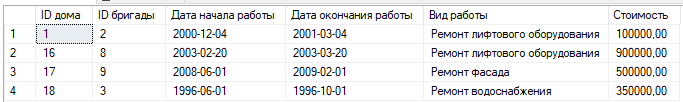 ID дома ID бригады Дата начала работы Дата окончания работы Вид работы Стоимость
1 1 2 2000-12-04 2001-03-04 Ремонт лифтового оборудования 100000,00
2 16 8 2003-02-20 2003-03-20 Ремонт лифтового оборудования 900000,00
3 17 9 2008-06-01 2009-02-01 Ремонт фасада 500000,00
4 18 3 1996-06-01 1996-10-01 Ремонт водоснабжения 350000,00